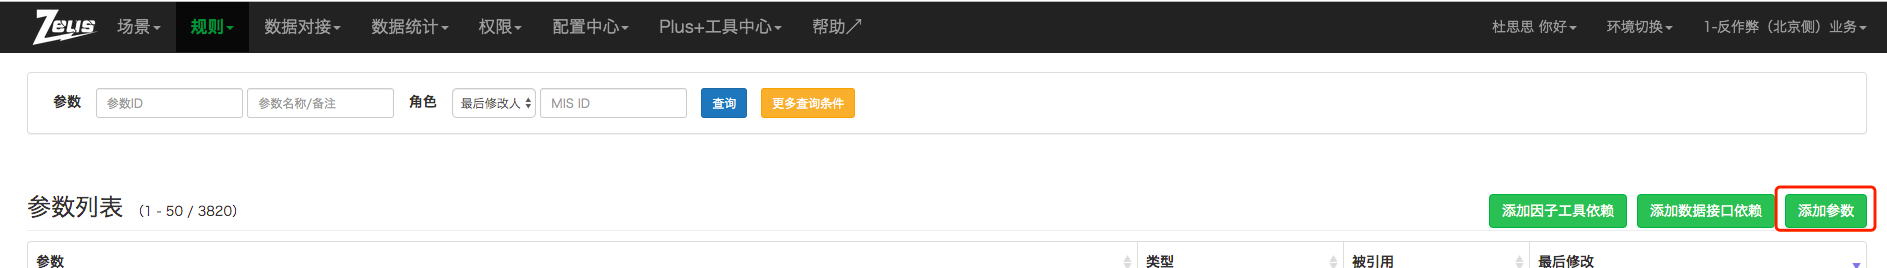 Zeus 场景 规则 数据对接 数据统计 权限 配置中心 Plus+工具中心 帮助↗ 杜思思 你好 环境切换 1-反作弊（北京侧）业务
参数 参数ID 参数名称/备注 角色 最后修改人 MIS ID 查询 更多查询条件
参数列表 （1 - 50 / 3820） 添加因子工具依赖 添加数据接口依赖 添加参数
参数 类型 被引用 最后修改